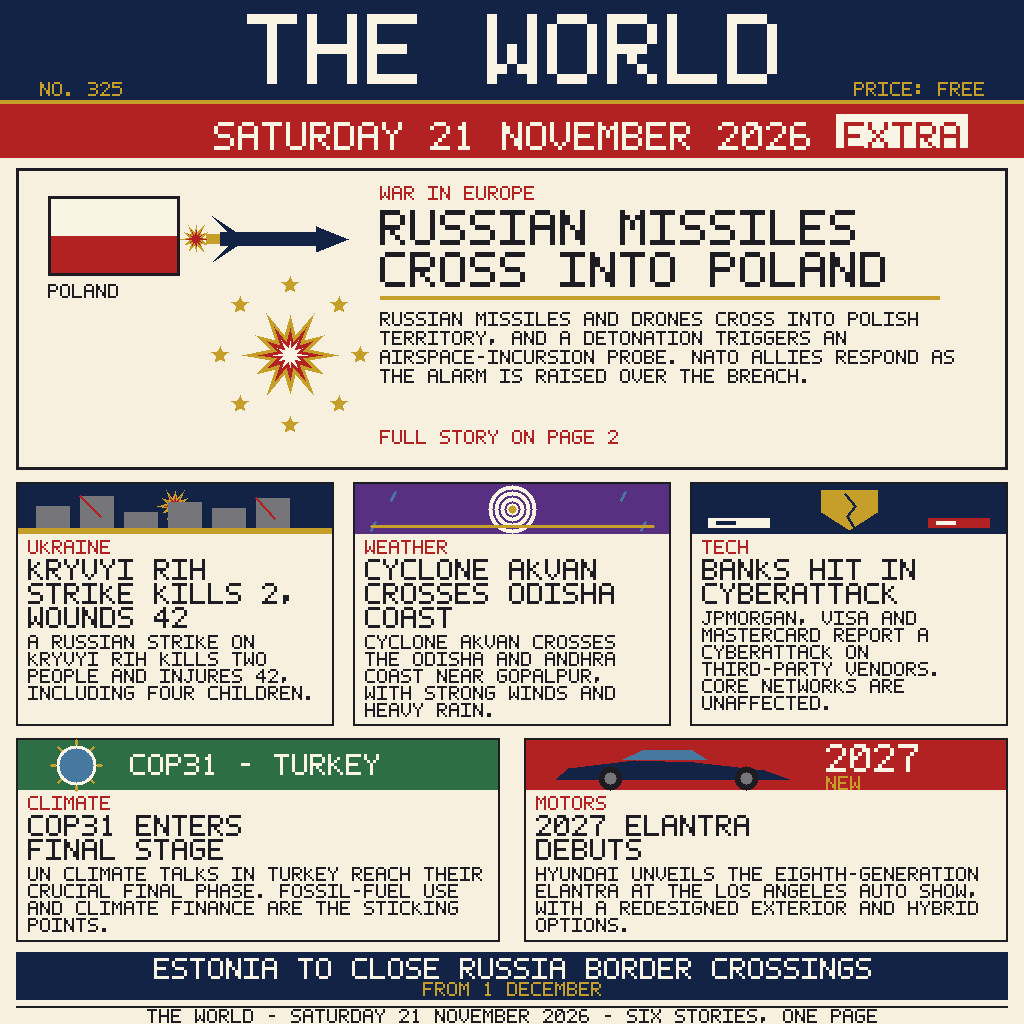 THE WORLD
NO. 325
PRICE: FREE
SATURDAY 21 NOVEMBER 2026 EXTRA
POLAND
WAR IN EUROPE
RUSSIAN MISSILES
CROSS INTO POLAND
RUSSIAN MISSILES AND DRONES CROSS INTO POLISH
TERRITORY, AND A DETONATION TRIGGERS AN
AIRSPACE-INCURSION PROBE. NATO ALLIES RESPOND AS
THE ALARM IS RAISED OVER THE BREACH.
FULL STORY ON PAGE 2
UKRAINE
KRYVYI RIH
STRIKE KILLS 2,
WOUNDS 42
A RUSSIAN STRIKE ON
KRYVYI RIH KILLS TWO
PEOPLE AND INJURES 42,
INCLUDING FOUR CHILDREN.
WEATHER
CYCLONE AKVAN
CROSSES ODISHA
COAST
CYCLONE AKVAN CROSSES
THE ODISHA AND ANDHRA
COAST NEAR GOPALPUR,
WITH STRONG WINDS AND
HEAVY RAIN.
TECH
BANKS HIT IN
CYBERATTACK
JPMORGAN, VISA AND
MASTERCARD REPORT A
CYBERATTACK ON
THIRD-PARTY VENDORS.
CORE NETWORKS ARE
UNAFFECTED.
COP31 - TURKEY
CLIMATE
COP31 ENTERS
FINAL STAGE
UN CLIMATE TALKS IN TURKEY REACH THEIR
CRUCIAL FINAL PHASE. FOSSIL-FUEL USE
AND CLIMATE FINANCE ARE THE STICKING
POINTS.
2027
NEW
MOTORS
2027 ELANTRA
DEBUTS
HYUNDAI UNVEILS THE EIGHTH-GENERATION
ELANTRA AT THE LOS ANGELES AUTO SHOW,
WITH A REDESIGNED EXTERIOR AND HYBRID
OPTIONS.
ESTONIA TO CLOSE RUSSIA BORDER CROSSINGS
FROM 1 DECEMBER
THE WORLD - SATURDAY 21 NOVEMBER 2026 - SIX STORIES, ONE PAGE